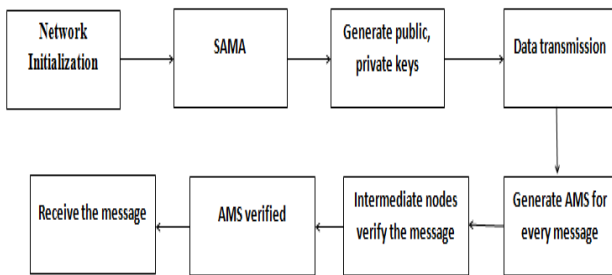 Network
Initialization
SAMA
Generate public,
private keys
Data transmission
Generate AMS for
every message
Intermediate nodes
verify the message
AMS verified
Receive the message